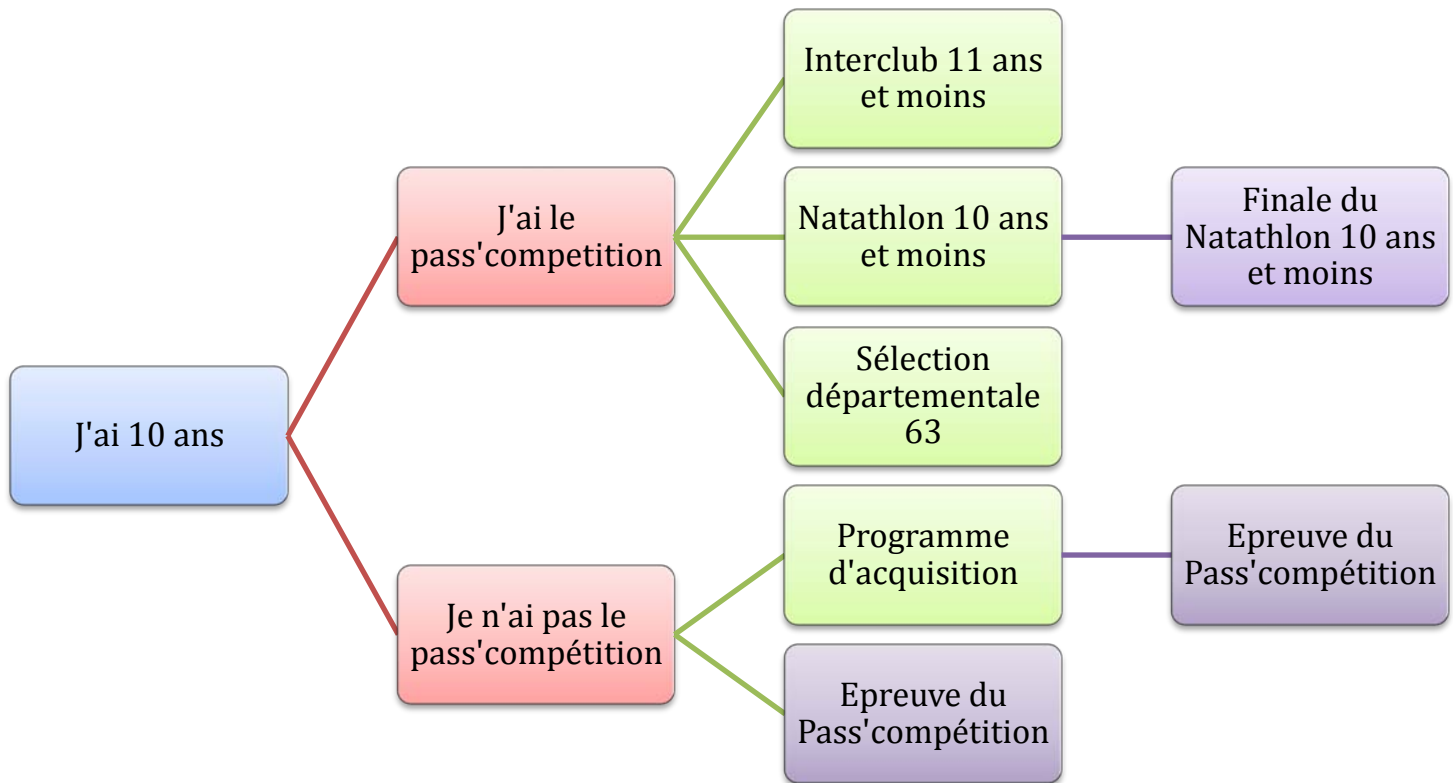 Interclub 11 ans
et moins
J'ai le
pass'competition
Natathlon 10 ans
et moins
Finale du
Natathlon 10 ans
et moins
Sélection
départementale
63
J'ai 10 ans
Programme
d'acquisition
Epreuve du
Pass'compétition
Je n'ai pas le
pass'compétition
Epreuve du
Pass'compétition